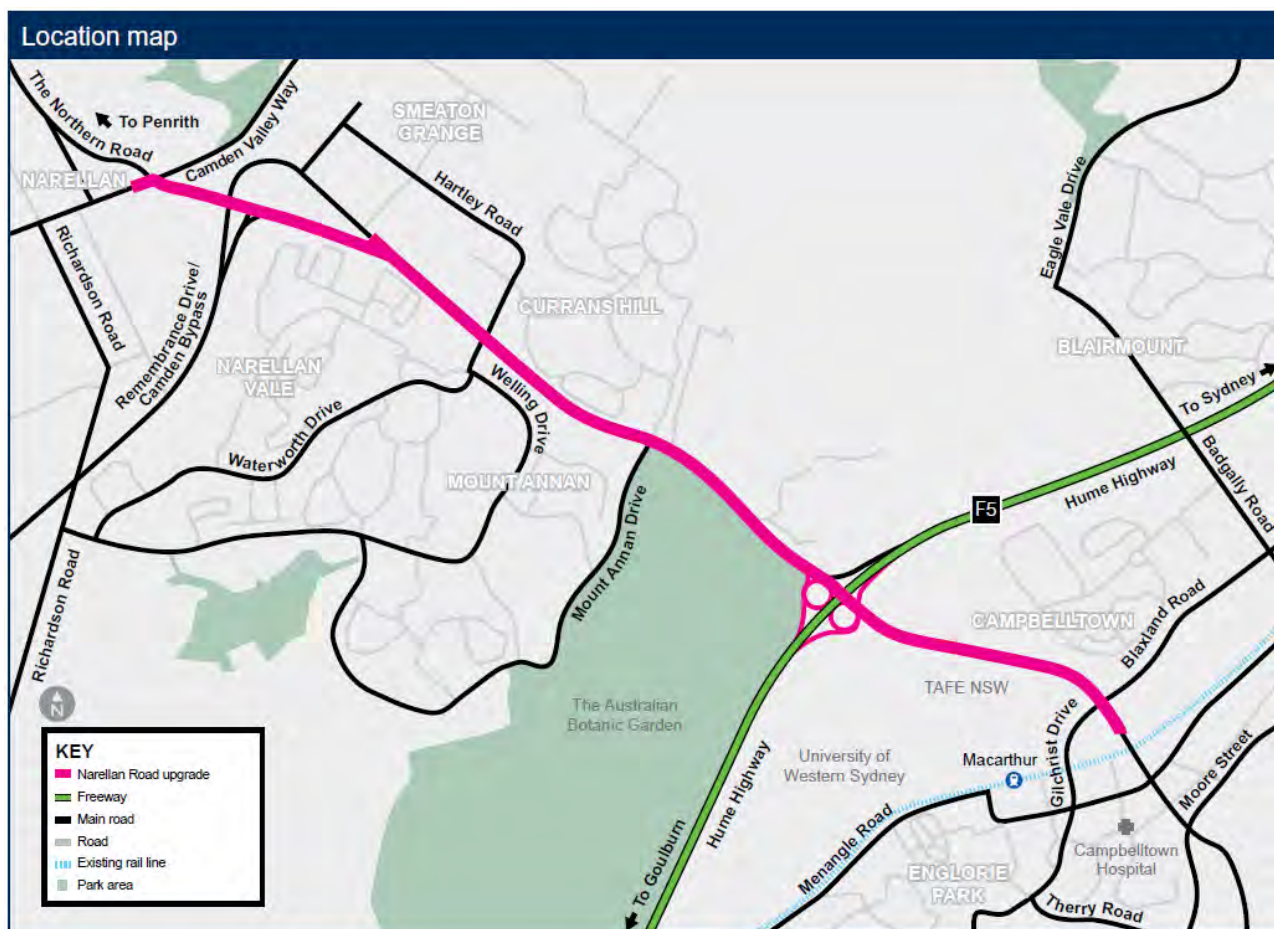 Location map
The Northern Road
To Penrith
Camden Valley Way
SMEATON
GRANGE
NARELLAN
Hartley Road
Eagle Vale Drive
Richardson Road
Remembrance Drive/
Camden Bypass
CURRANS HILL
NARELLAN
VALE
Welling Drive
BLAIRMOUNT
To Sydney
Waterworth Drive
MOUNT ANNAN
Badgally Road
Hume Highway
F5
Mount Annan Drive
Richardson Road
CAMPBELLTOWN
Blaxland Road
N
The Australian
Botanic Garden
TAFE NSW
Gilchrist Drive
University of
Western Sydney
Macarthur
Moore Street
Hume Highway
To Goulburn
Menangle Road
ENGLORIE
PARK
Campbelltown
Hospital
Therry Road
KEY
Narellan Road upgrade
Freeway
Main road
Road
Existing rail line
Park area